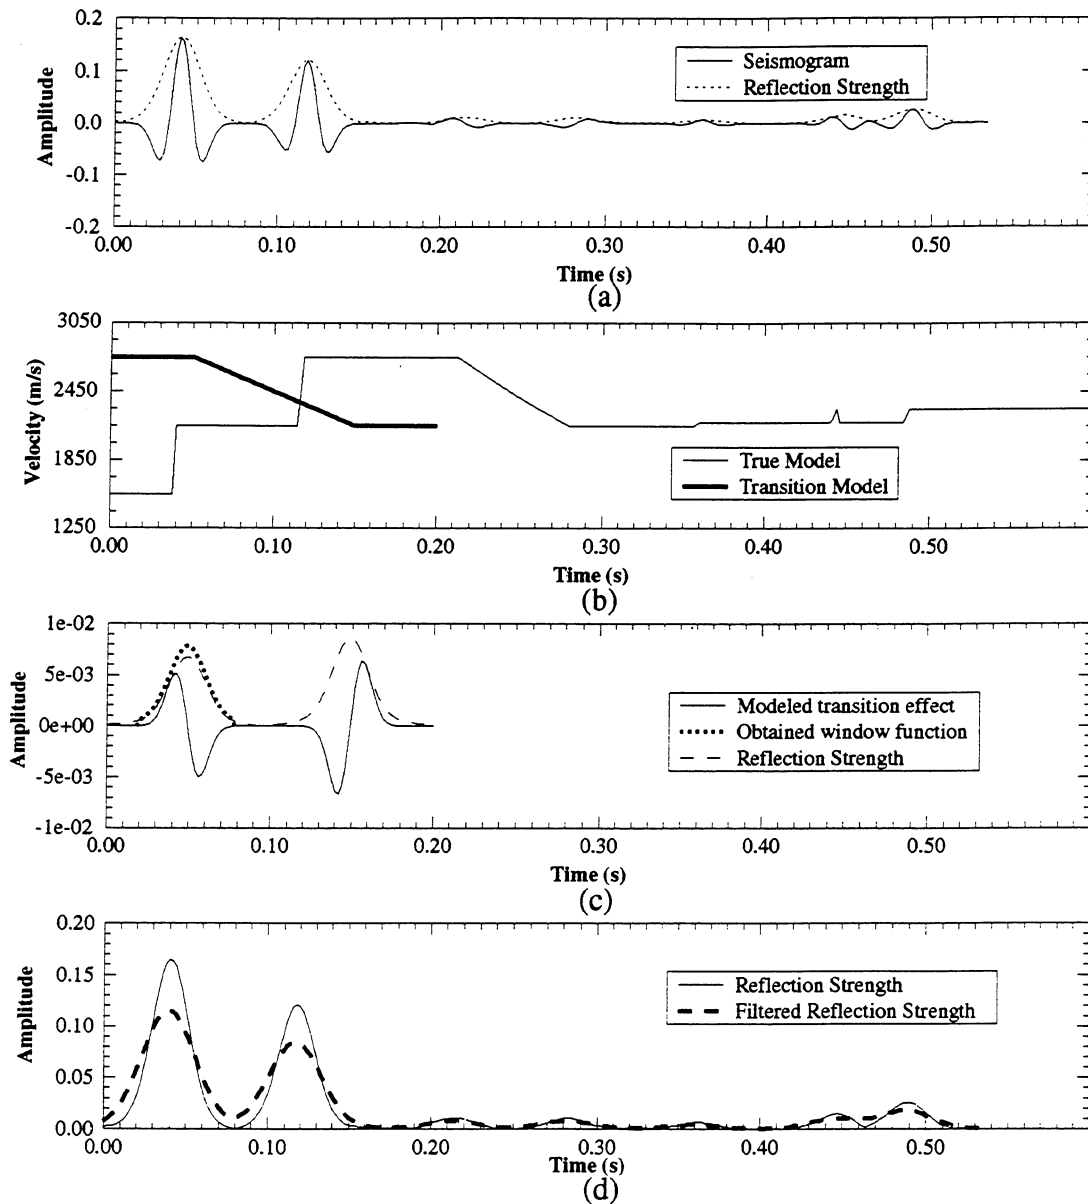 0.2
0.1
0.0
-0.1
-0.2
Amplitude
Seismogram
Reflection Strength
0.00 0.10 0.20 0.30 0.40 0.50
Time (s)
(a)
3050
2450
1850
1250
Velocity (m/s)
True Model
Transition Model
0.00 0.10 0.20 0.30 0.40 0.50
Time (s)
(b)
1e-02
5e-03
0e+00
-5e-03
-1e-02
Amplitude
Modeled transition effect
Obtained window function
Reflection Strength
0.00 0.10 0.20 0.30 0.40 0.50
Time (s)
(c)
0.20
0.15
0.10
0.05
0.00
Amplitude
Reflection Strength
Filtered Reflection Strength
0.00 0.10 0.20 0.30 0.40 0.50
Time (s)
(d)